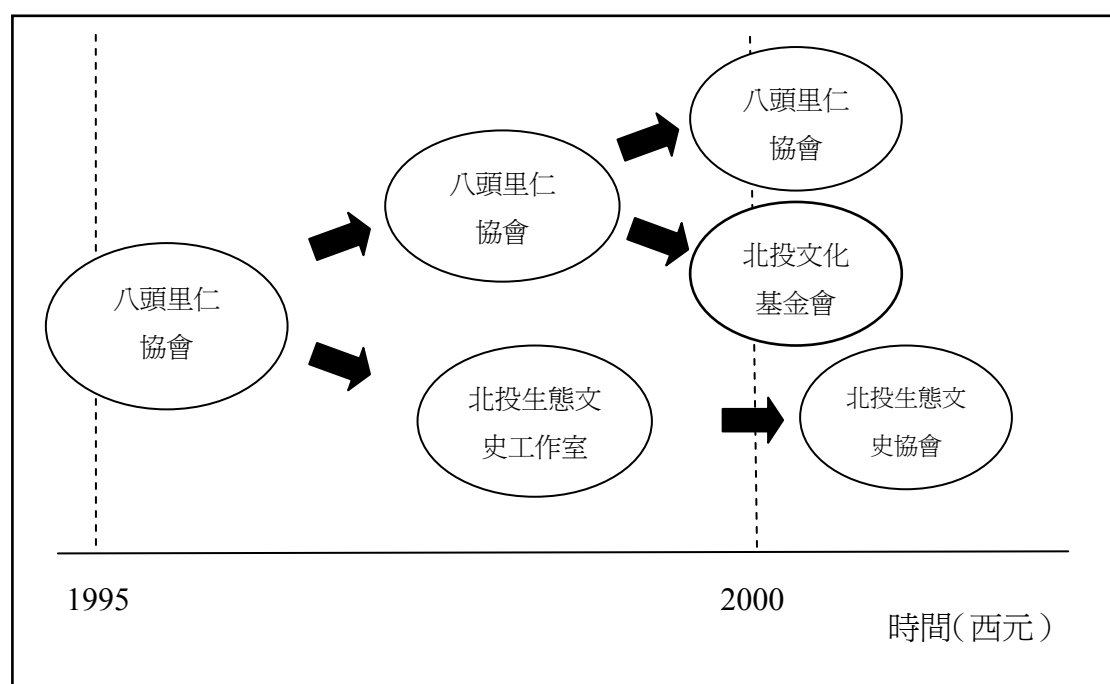 八頭里仁
協會
八頭里仁
協會
北投生態文
史工作室
八頭里仁
協會
北投文化
基金會
北投生態文
史協會
1995
2000
時間(西元)